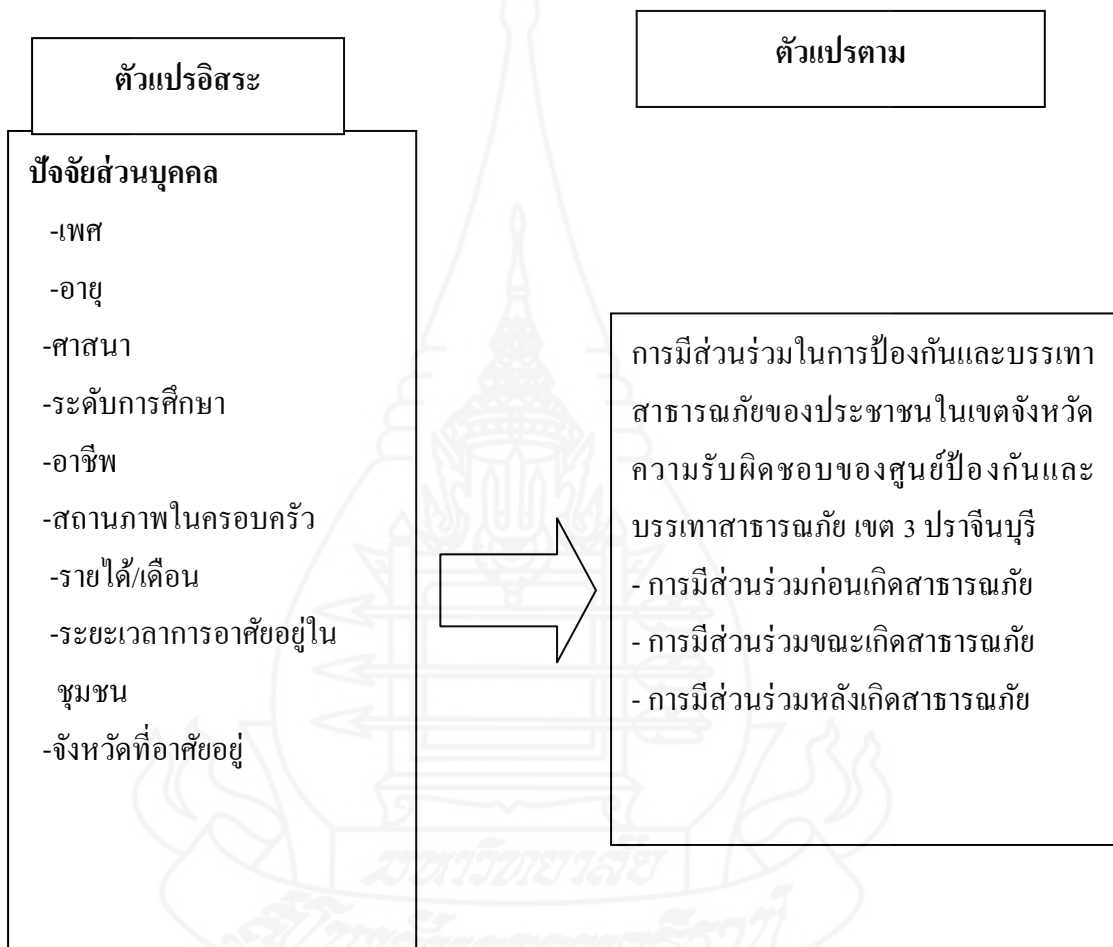 ตัวแปรอิสระ
ปัจจัยส่วนบุคคล
-เพศ
-อายุ
-ศาสนา
-ระดับการศึกษา
-อาชีพ
-สถานภาพในครอบครัว
-รายได้/เดือน
-ระยะเวลาการอาศัยอยู่ใน
ชุมชน
-จังหวัดที่อาศัยอยู่
ตัวแปรตาม
การมีส่วนร่วมในการป้องกันและบรรเทา
สาธารณภัยของประชาชนในเขตจังหวัด
ความรับผิดชอบของศูนย์ป้องกันและ
บรรเทาสาธารณภัย เขต 3 ปราจีนบุรี
- การมีส่วนร่วมก่อนเกิดสาธารณภัย
- การมีส่วนร่วมขณะเกิดสาธารณภัย
- การมีส่วนร่วมหลังเกิดสาธารณภัย
มหาวิทยาลัย